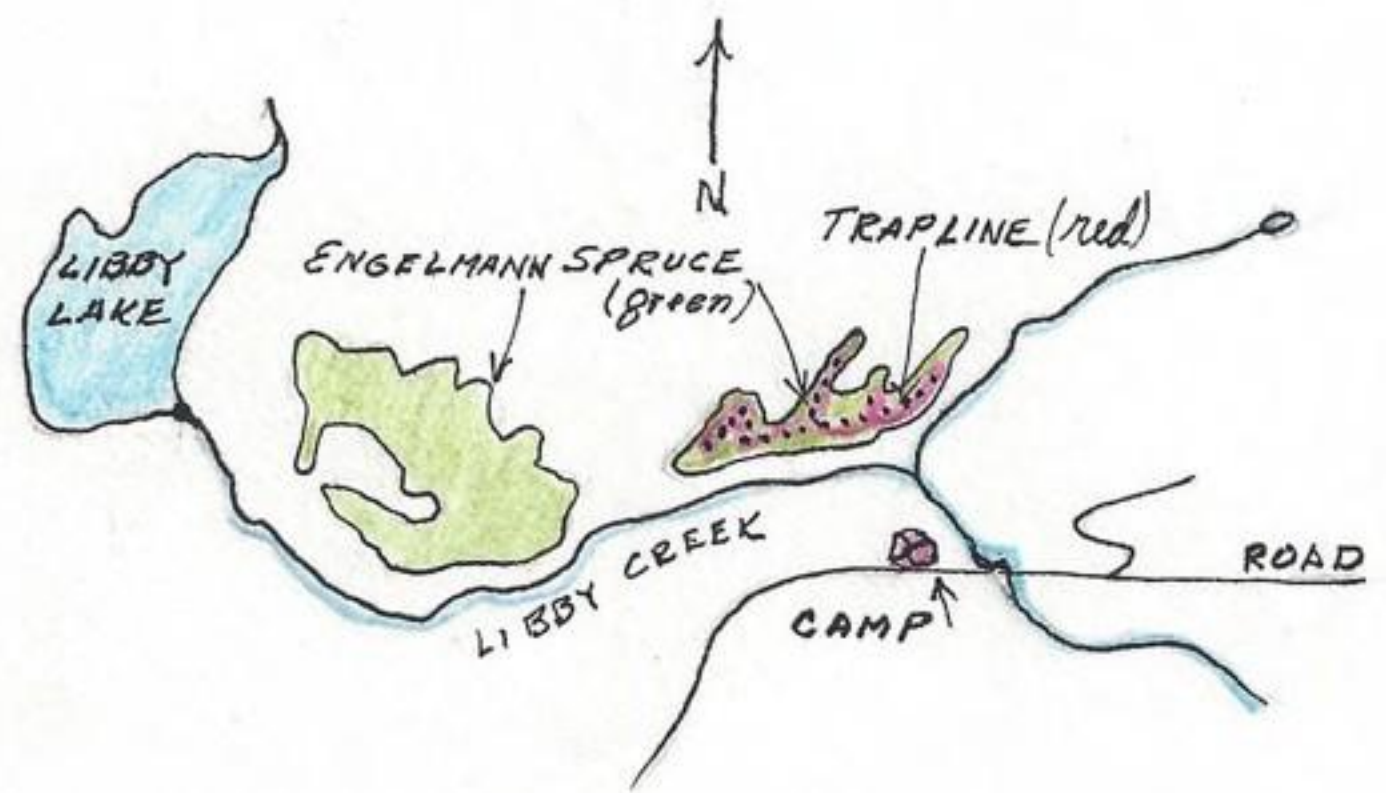 N
TRAPLINE (red)
ENGELMANN SPRUCE
(green)
LIBBY
LAKE
LIBBY CREEK
ROAD
CAMP